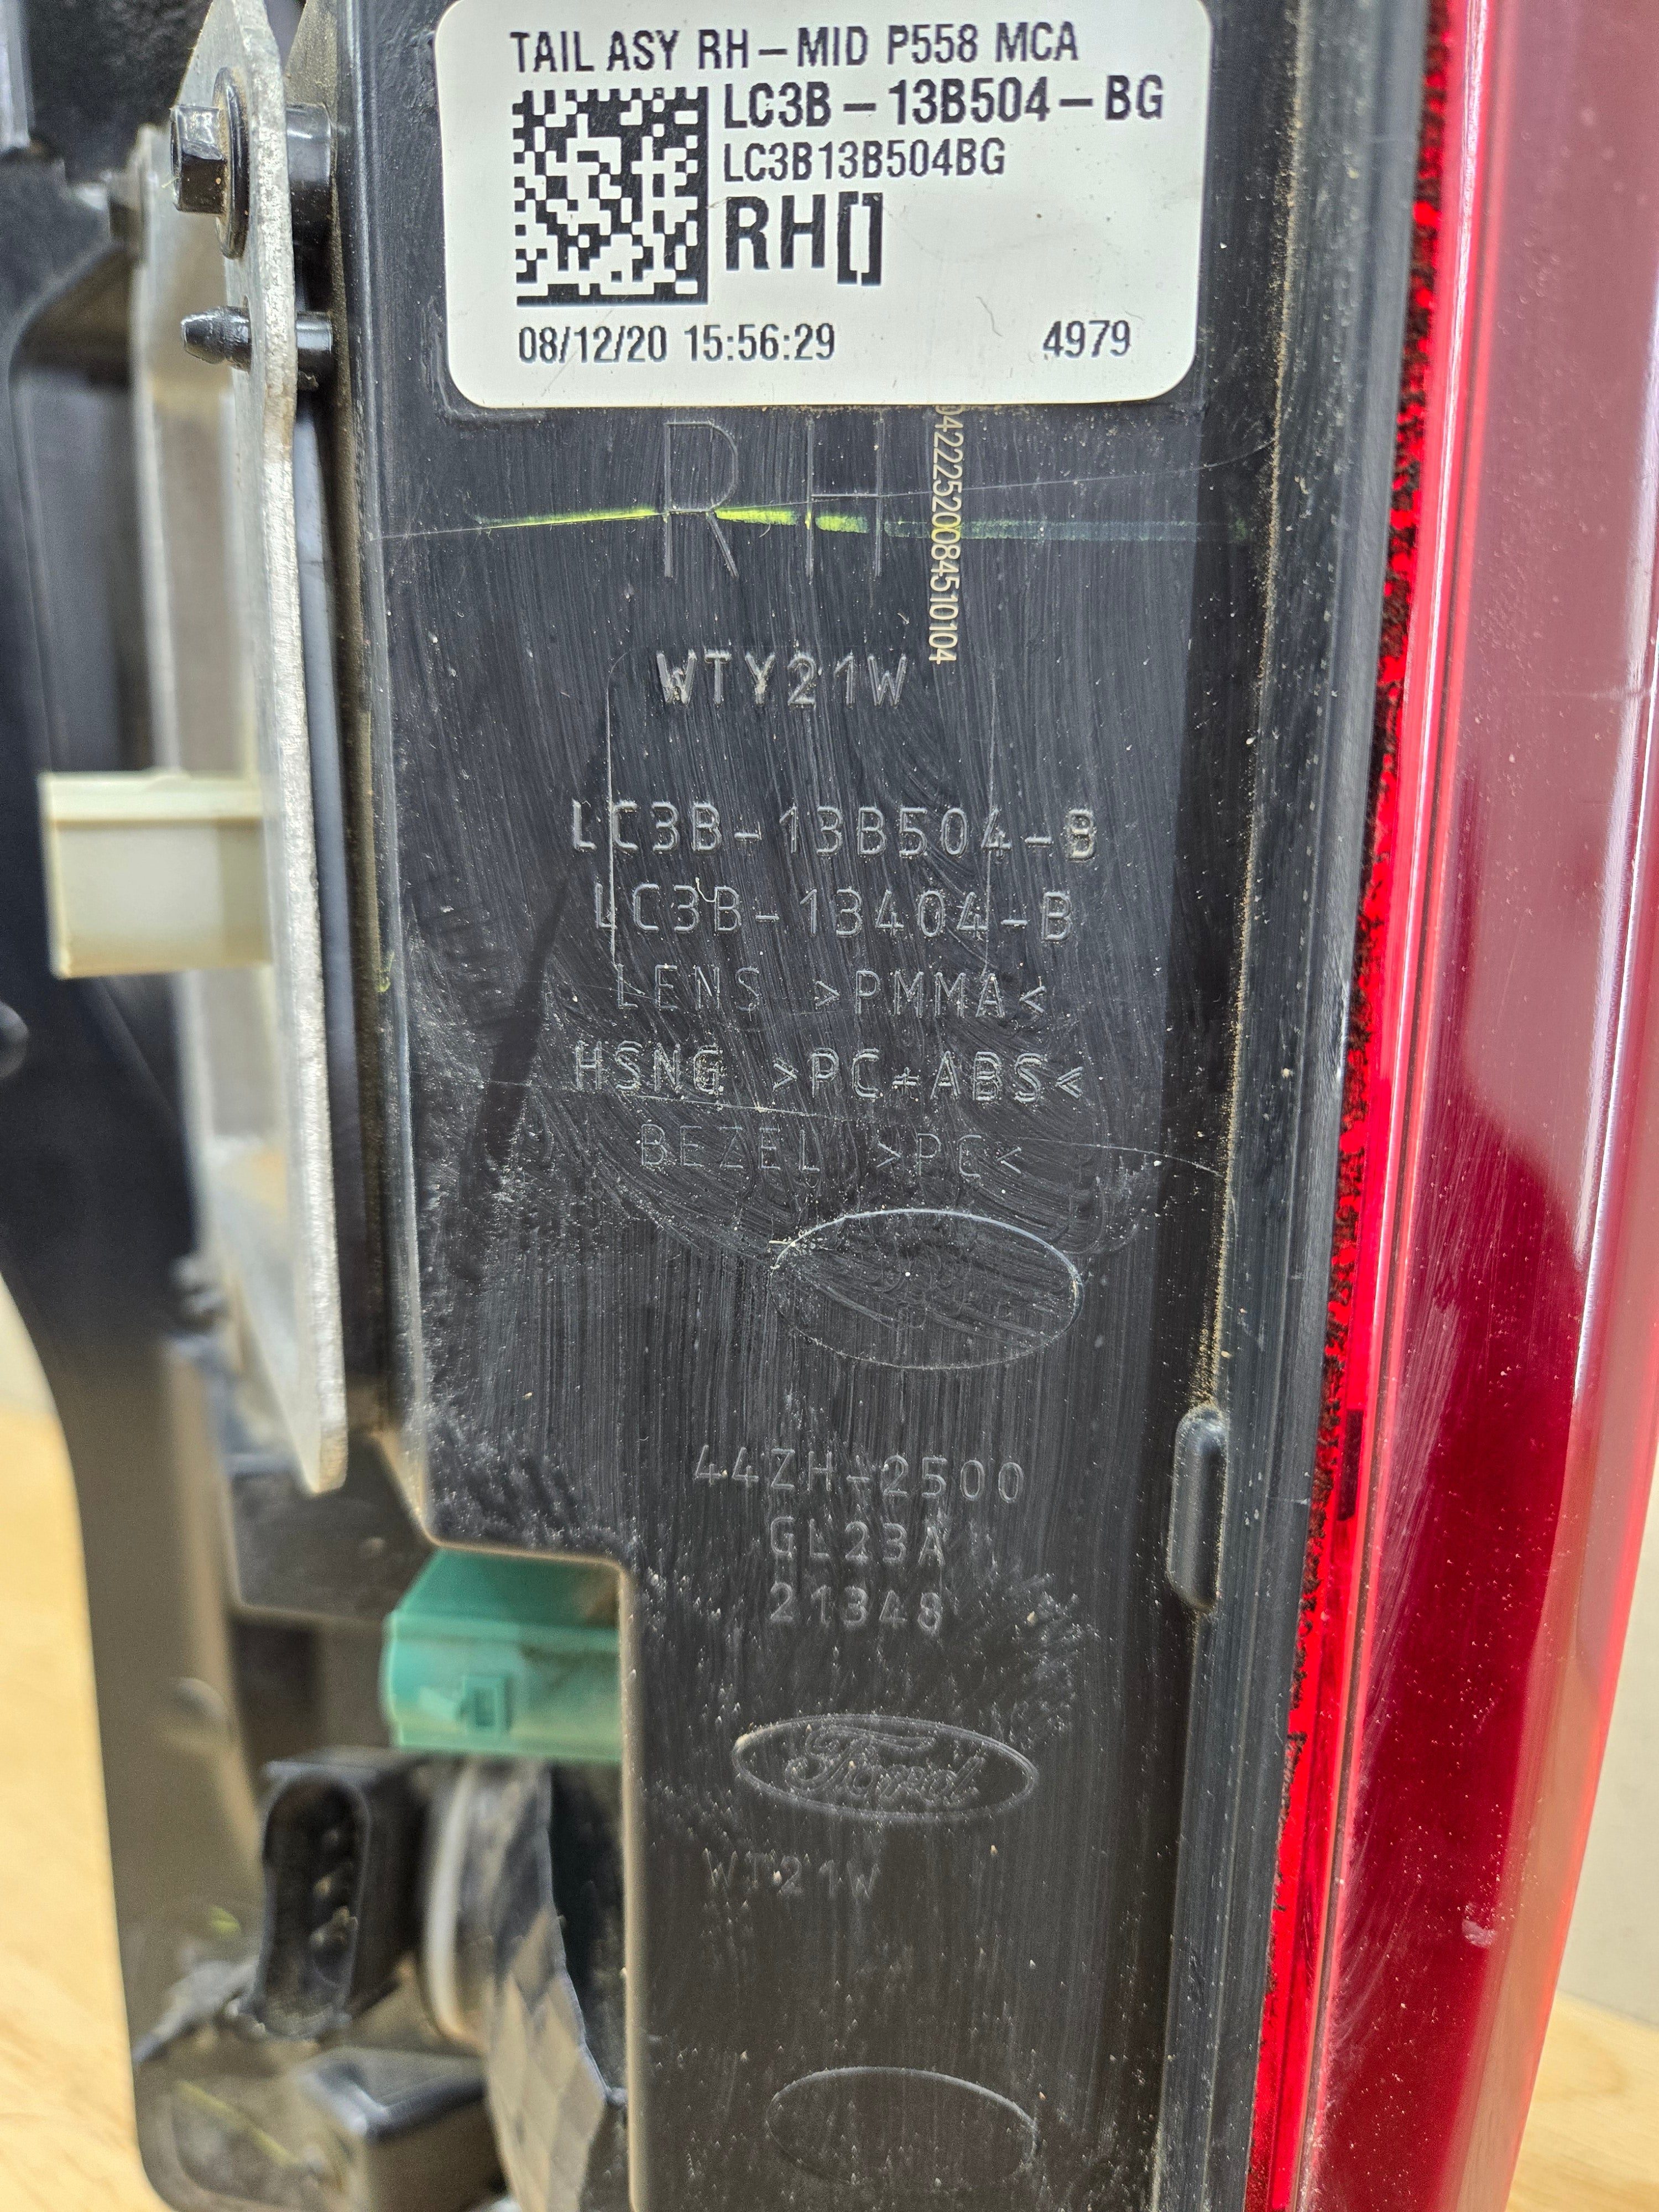 TAIL ASY RH-MID P558 MCA
LC3B-13B504-BG
LC3B13B504BG
RH[]
08/12/20 15:56:29 4979
RH
WTY21W
LC3B-13B504-B
LC3B-13404-B
LENS >PMMA<
HSNG >PC+ABS<
BEZEL >PC<
44ZH-2500
GL23A
21348
Ford
WT21W